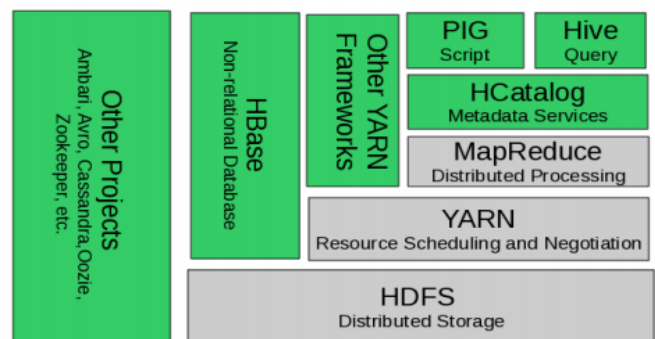 Other Projects
Ambari, Avro, Cassandra,Oozie,
Zookeeper, etc.
HBase
Non-relational Database
Other YARN
Frameworks
PIG
Script
Hive
Query
HCatalog
Metadata Services
MapReduce
Distributed Processing
YARN
Resource Scheduling and Negotiation
HDFS
Distributed Storage